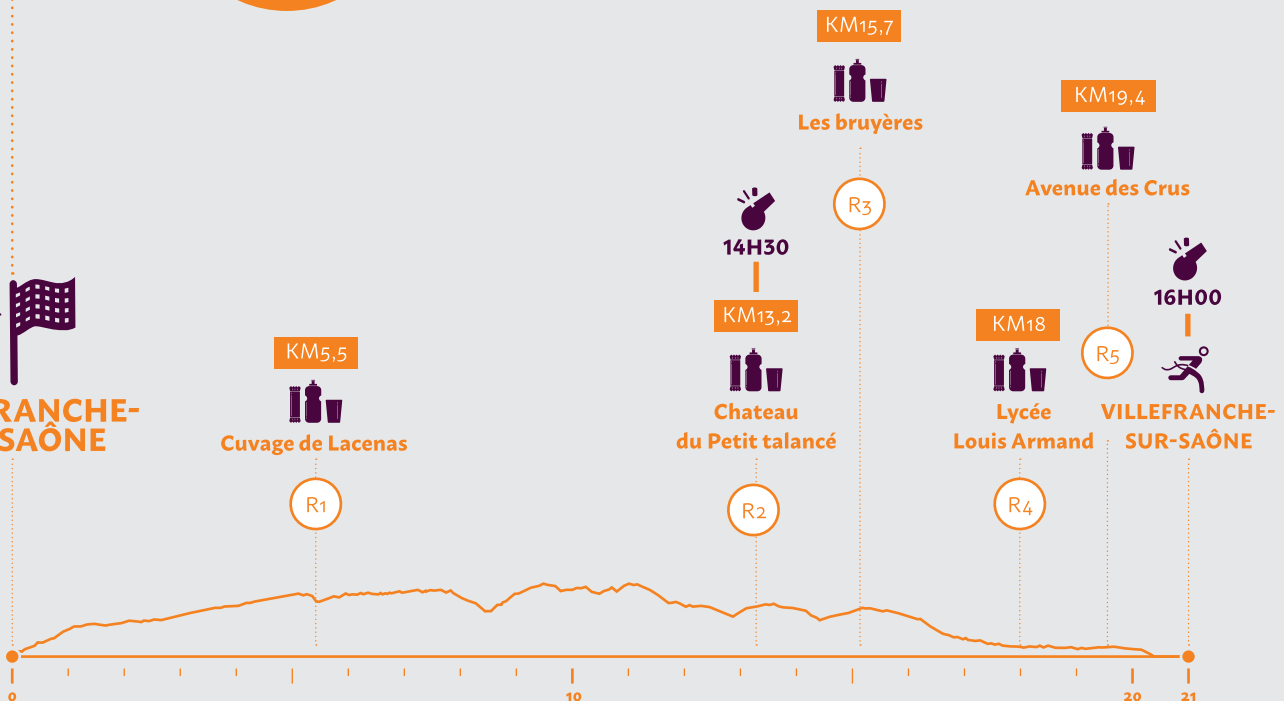 KM15,7
Les bruyères
R3
KM19,4
Avenue des Crus
R5
14H30
KM13,2
Chateau
du Petit talancé
R2
16H00
VILLEFRANCHE-
SUR-SAÔNE
KM18
Lycée
Louis Armand
R4
KM5,5
Cuvage de Lacenas
R1
RANCHE-
SAÔNE
0
10
20
21